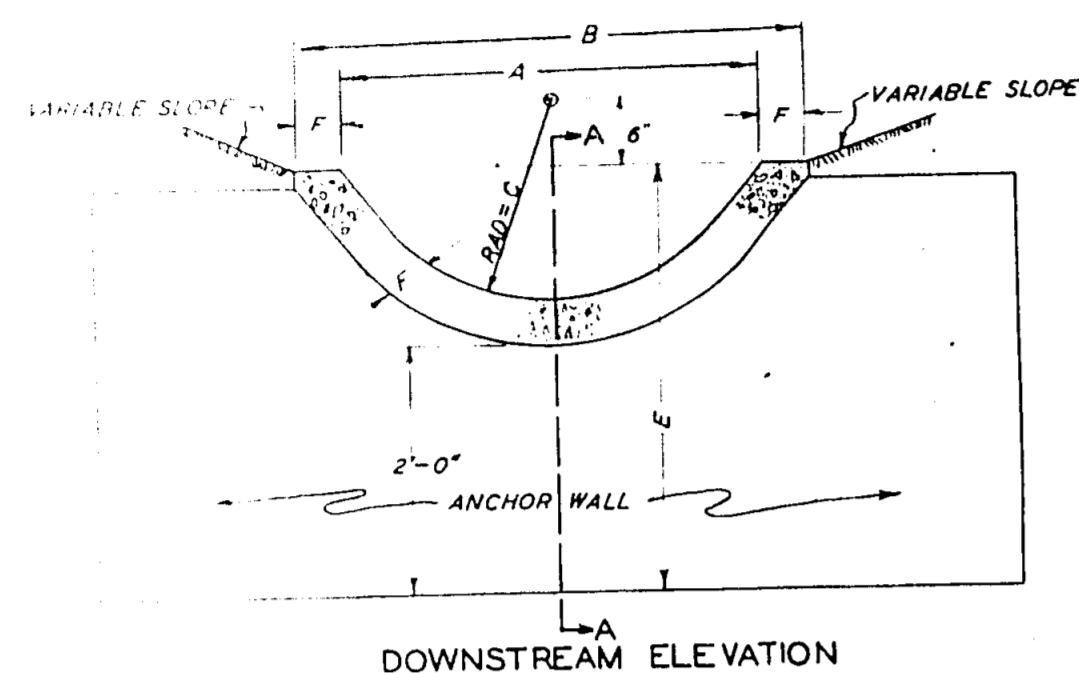 B
A
VARIABLE SLOPE
F
F
VARIABLE SLOPE
A
6"
RAD = C
F
E
2'-0"
ANCHOR WALL
A
DOWNSTREAM ELEVATION